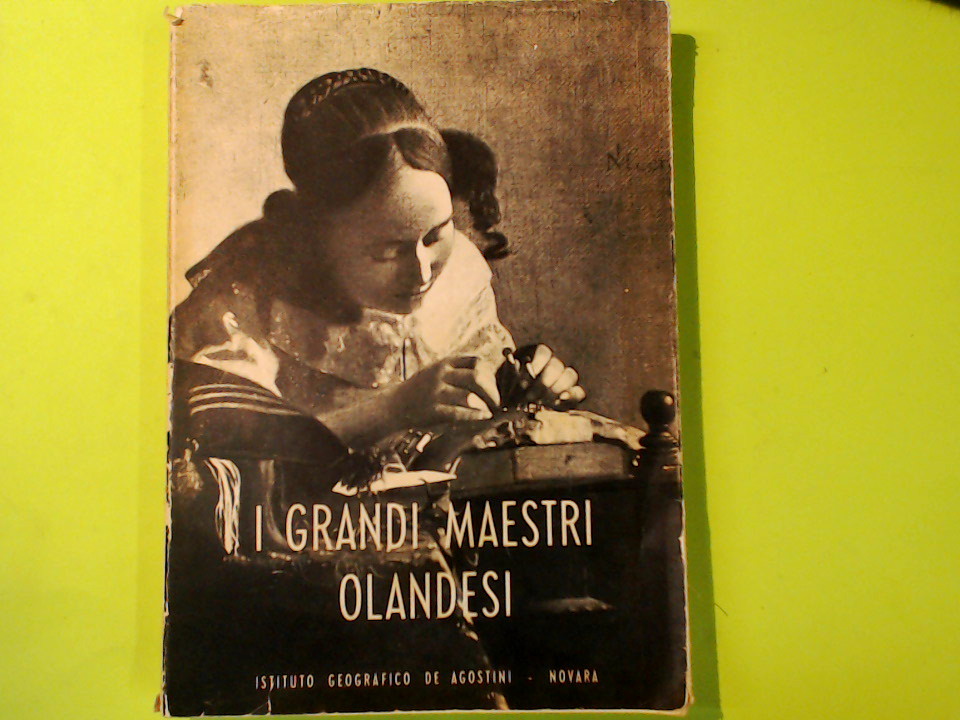 I GRANDI MAESTRI
OLANDESI
ISTITUTO GEOGRAFICO DE AGOSTINI - NOVARA